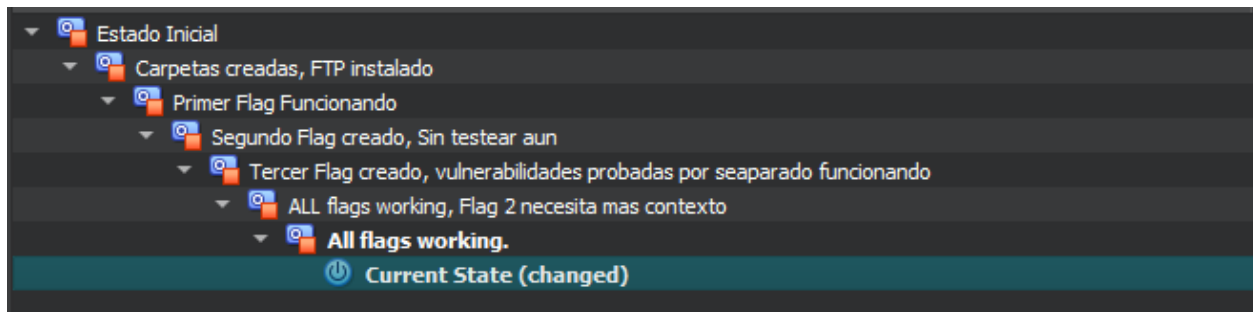 Estado Inicial
Carpetas creadas, FTP instalado
Primer Flag Funcionando
Segundo Flag creado, Sin testear aun
Tercer Flag creado, vulnerabilidades probadas por seaparado funcionando
ALL flags working, Flag 2 necesita mas contexto
All flags working.
Current State (changed)